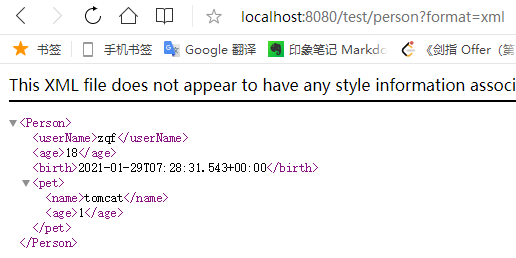 localhost:8080/test/person?format=xml
书签 手机书签 Google 翻译 印象笔记 Markdo 《剑指 Offer（第
This XML file does not appear to have any style information associ
<Person>
<userName>zqf</userName>
<age>18</age>
<birth>2021-01-29T07:28:31.543+00:00</birth>
<pet>
<name>tomcat</name>
<age>1</age>
</pet>
</Person>